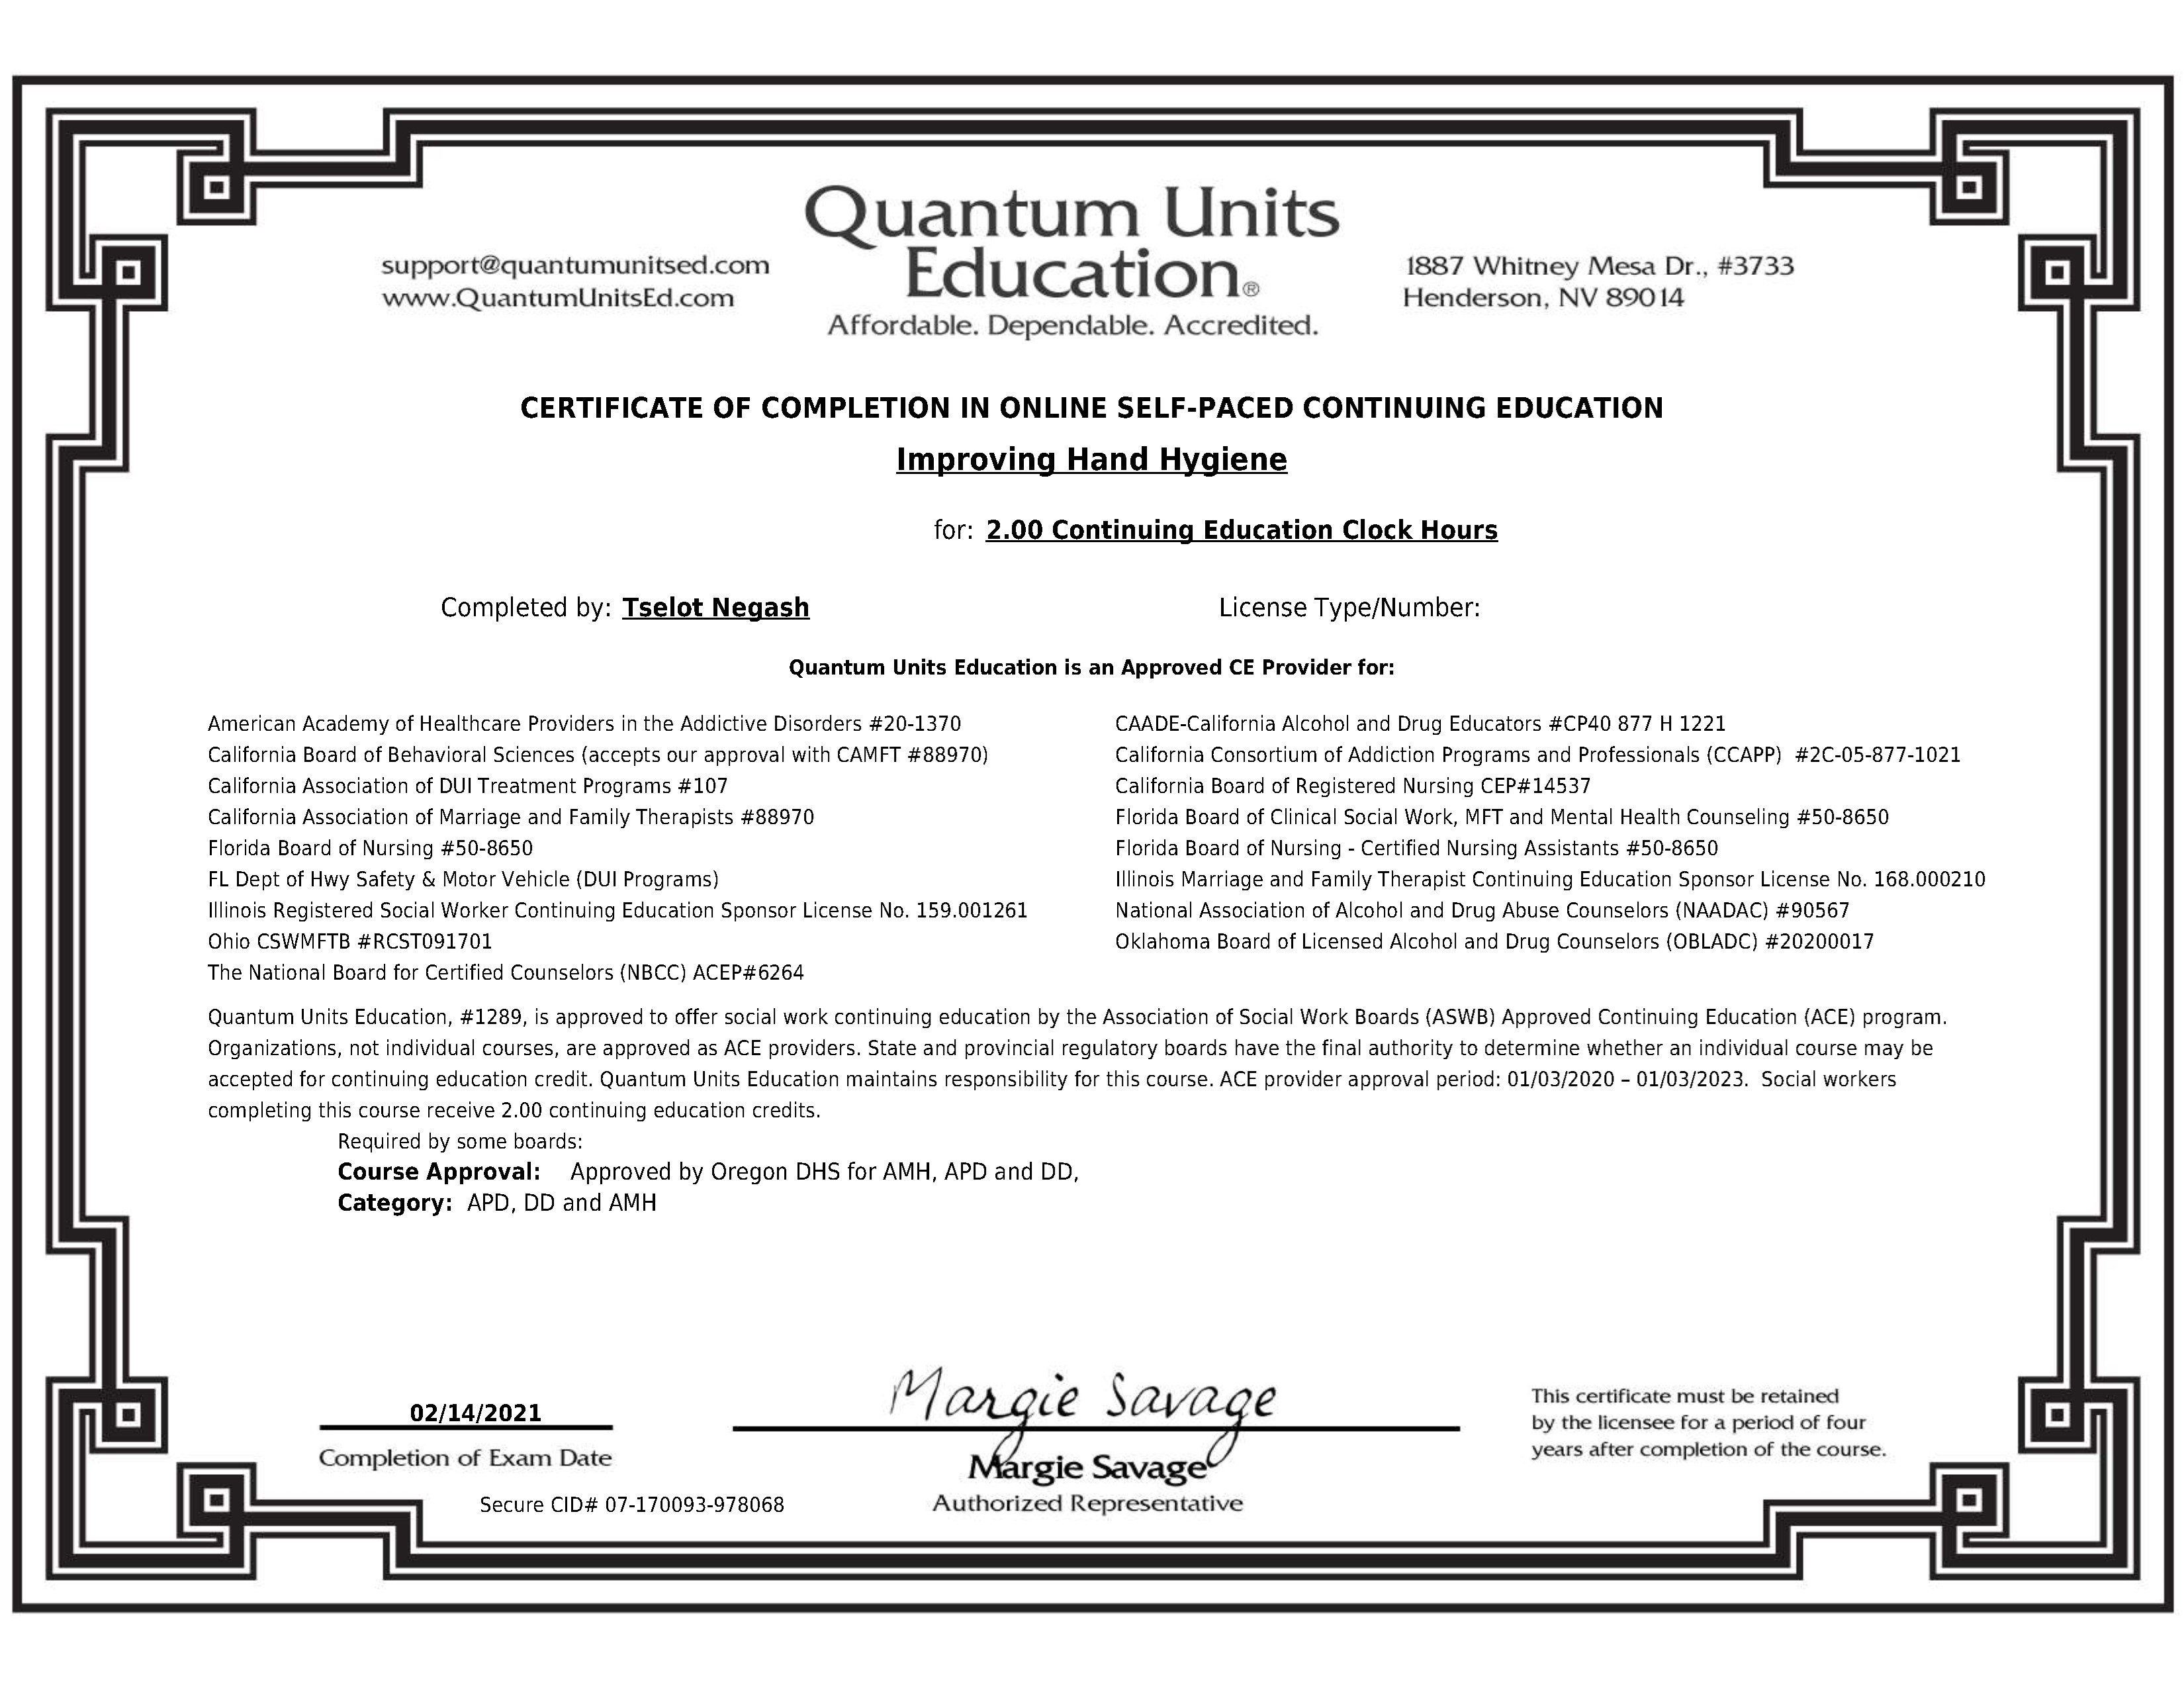 Quantum Units
Education®
Affordable. Dependable. Accredited.
support@quantumunitsed.com
www.QuantumUnitsEd.com
1887 Whitney Mesa Dr., #3733
Henderson, NV 89014
CERTIFICATE OF COMPLETION IN ONLINE SELF-PACED CONTINUING EDUCATION
Improving Hand Hygiene
for: 2.00 Continuing Education Clock Hours
Completed by: Tselot Negash
License Type/Number:
Quantum Units Education is an Approved CE Provider for:
American Academy of Healthcare Providers in the Addictive Disorders #20-1370
California Board of Behavioral Sciences (accepts our approval with CAMFT #88970)
California Association of DUI Treatment Programs #107
California Association of Marriage and Family Therapists #88970
Florida Board of Nursing #50-8650
FL Dept of Hwy Safety & Motor Vehicle (DUI Programs)
Illinois Registered Social Worker Continuing Education Sponsor License No. 159.001261
Ohio CSWMFTB #RCST091701
The National Board for Certified Counselors (NBCC) ACEP#6264
CAADE-California Alcohol and Drug Educators #CP40 877 H 1221
California Consortium of Addiction Programs and Professionals (CCAPP) #2C-05-877-1021
California Board of Registered Nursing CEP#14537
Florida Board of Clinical Social Work, MFT and Mental Health Counseling #50-8650
Florida Board of Nursing - Certified Nursing Assistants #50-8650
Illinois Marriage and Family Therapist Continuing Education Sponsor License No. 168.000210
National Association of Alcohol and Drug Abuse Counselors (NAADAC) #90567
Oklahoma Board of Licensed Alcohol and Drug Counselors (OBLADC) #20200017
Quantum Units Education, #1289, is approved to offer social work continuing education by the Association of Social Work Boards (ASWB) Approved Continuing Education (ACE) program.
Organizations, not individual courses, are approved as ACE providers. State and provincial regulatory boards have the final authority to determine whether an individual course may be
accepted for continuing education credit. Quantum Units Education maintains responsibility for this course. ACE provider approval period: 01/03/2020 – 01/03/2023. Social workers
completing this course receive 2.00 continuing education credits.
Required by some boards:
Course Approval: Approved by Oregon DHS for AMH, APD and DD,
Category: APD, DD and AMH
02/14/2021
Completion of Exam Date
Secure CID# 07-170093-978068
Margie Savage
Margie Savage
Authorized Representative
This certificate must be retained
by the licensee for a period of four
years after completion of the course.